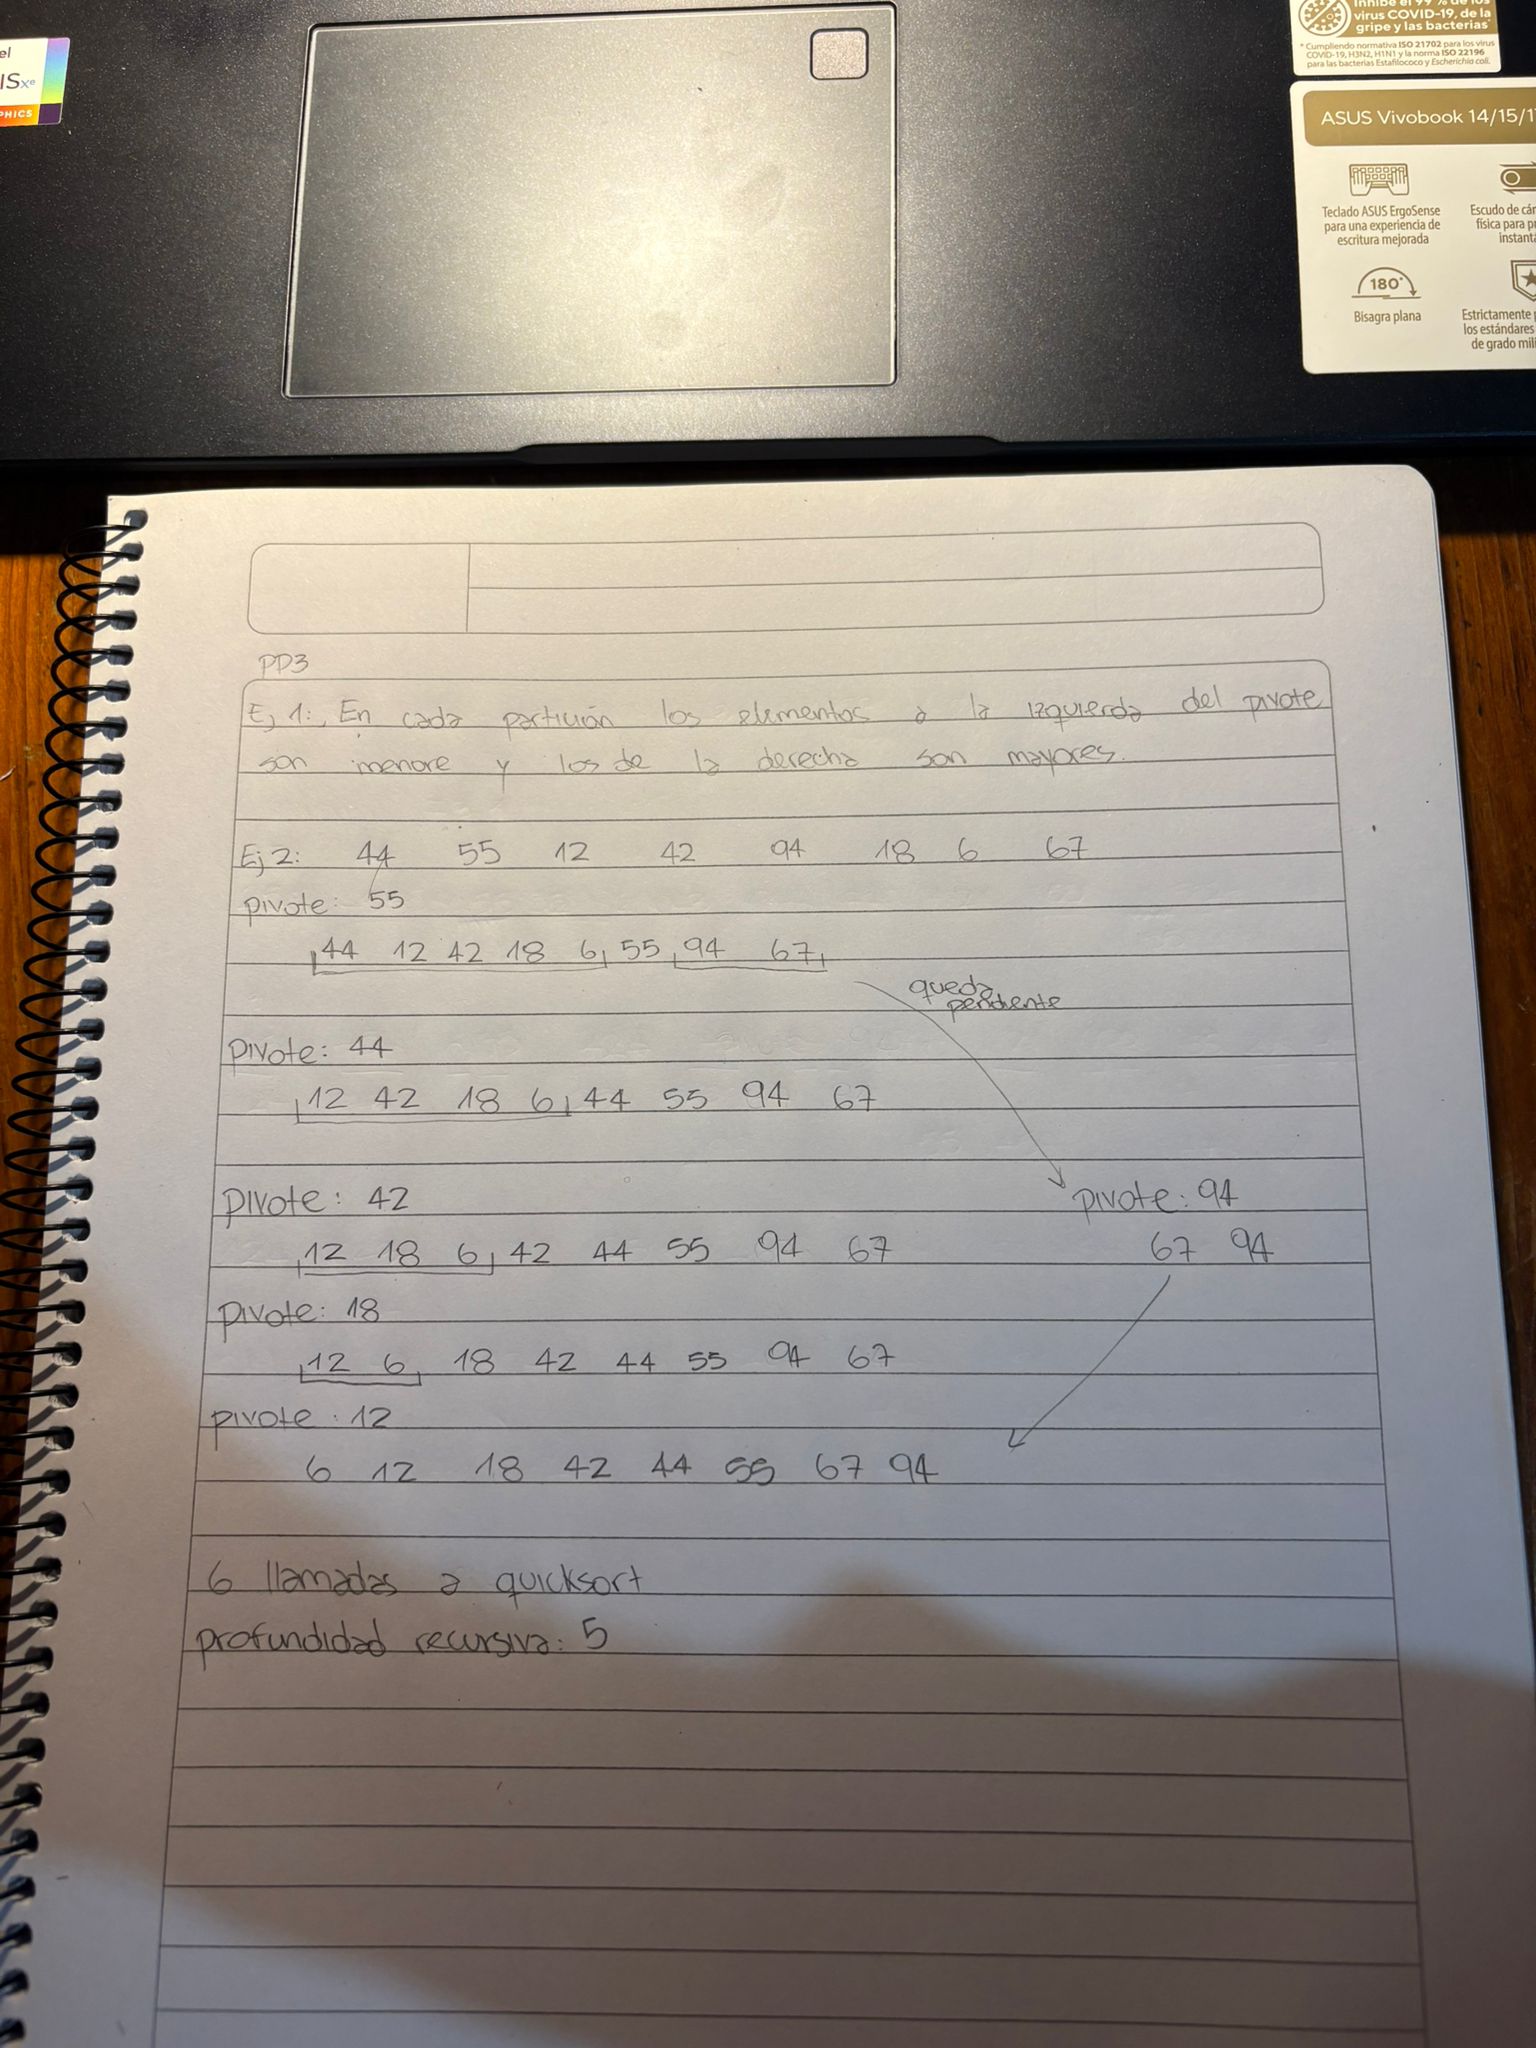 el
ISxe
PHICS
Inhibe el 99 % de los
virus COVID-19, de la
gripe y las bacterias*
* Cumpliendo normativa ISO 21702 para los virus
COVID-19, H3N2, H1N1 y la norma ISO 22196
para las bacterias Estafilococo y Escherichia coli.
ASUS Vivobook 14/15/1
Teclado ASUS ErgoSense
para una experiencia de
escritura mejorada
Escudo de cá
física para p
instant
180°
Bisagra plana
Estrictamente
los estándares
de grado mili
PD3
Ej 1: En cada partición los elementos a la izquierda del pivote
son menore y los de la derecha son mayores.
Ej 2: 44 55 12 42 94 18 6 67
pivote: 55
44 12 42 18 6 55 94 67
queda
pendiente
pivote: 44
12 42 18 6 44 55 94 67
pivote: 42
pivote: 94
12 18 6 42 44 55 94 67
67 94
pivote: 18
12 6 18 42 44 55 94 67
pivote: 12
6 12 18 42 44 55 67 94
6 llamadas a quicksort
profundidad recursiva: 5